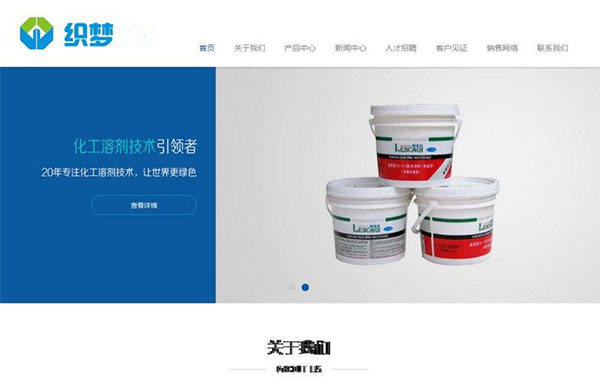 织梦
首页 关于我们 产品中心 新闻中心 人才招聘 客户见证 销售网络 联系我们
化工溶剂技术引领者
20年专注化工溶剂技术，让世界更绿色
查看详情
LESCAQI
LESCAQI
LESCAQI
关于我们
ABOUT US